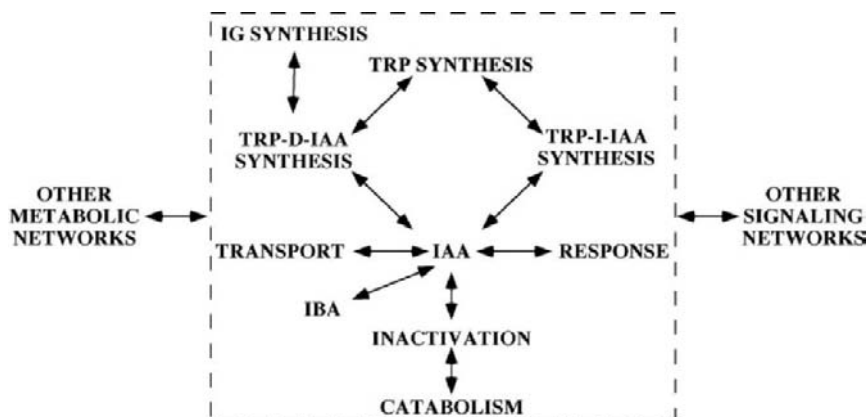 IG SYNTHESIS
TRP SYNTHESIS
TRP-D-IAA
SYNTHESIS
TRP-I-IAA
SYNTHESIS
OTHER
METABOLIC
NETWORKS
OTHER
SIGNALING
NETWORKS
TRANSPORT
IAA
RESPONSE
IBA
INACTIVATION
CATABOLISM